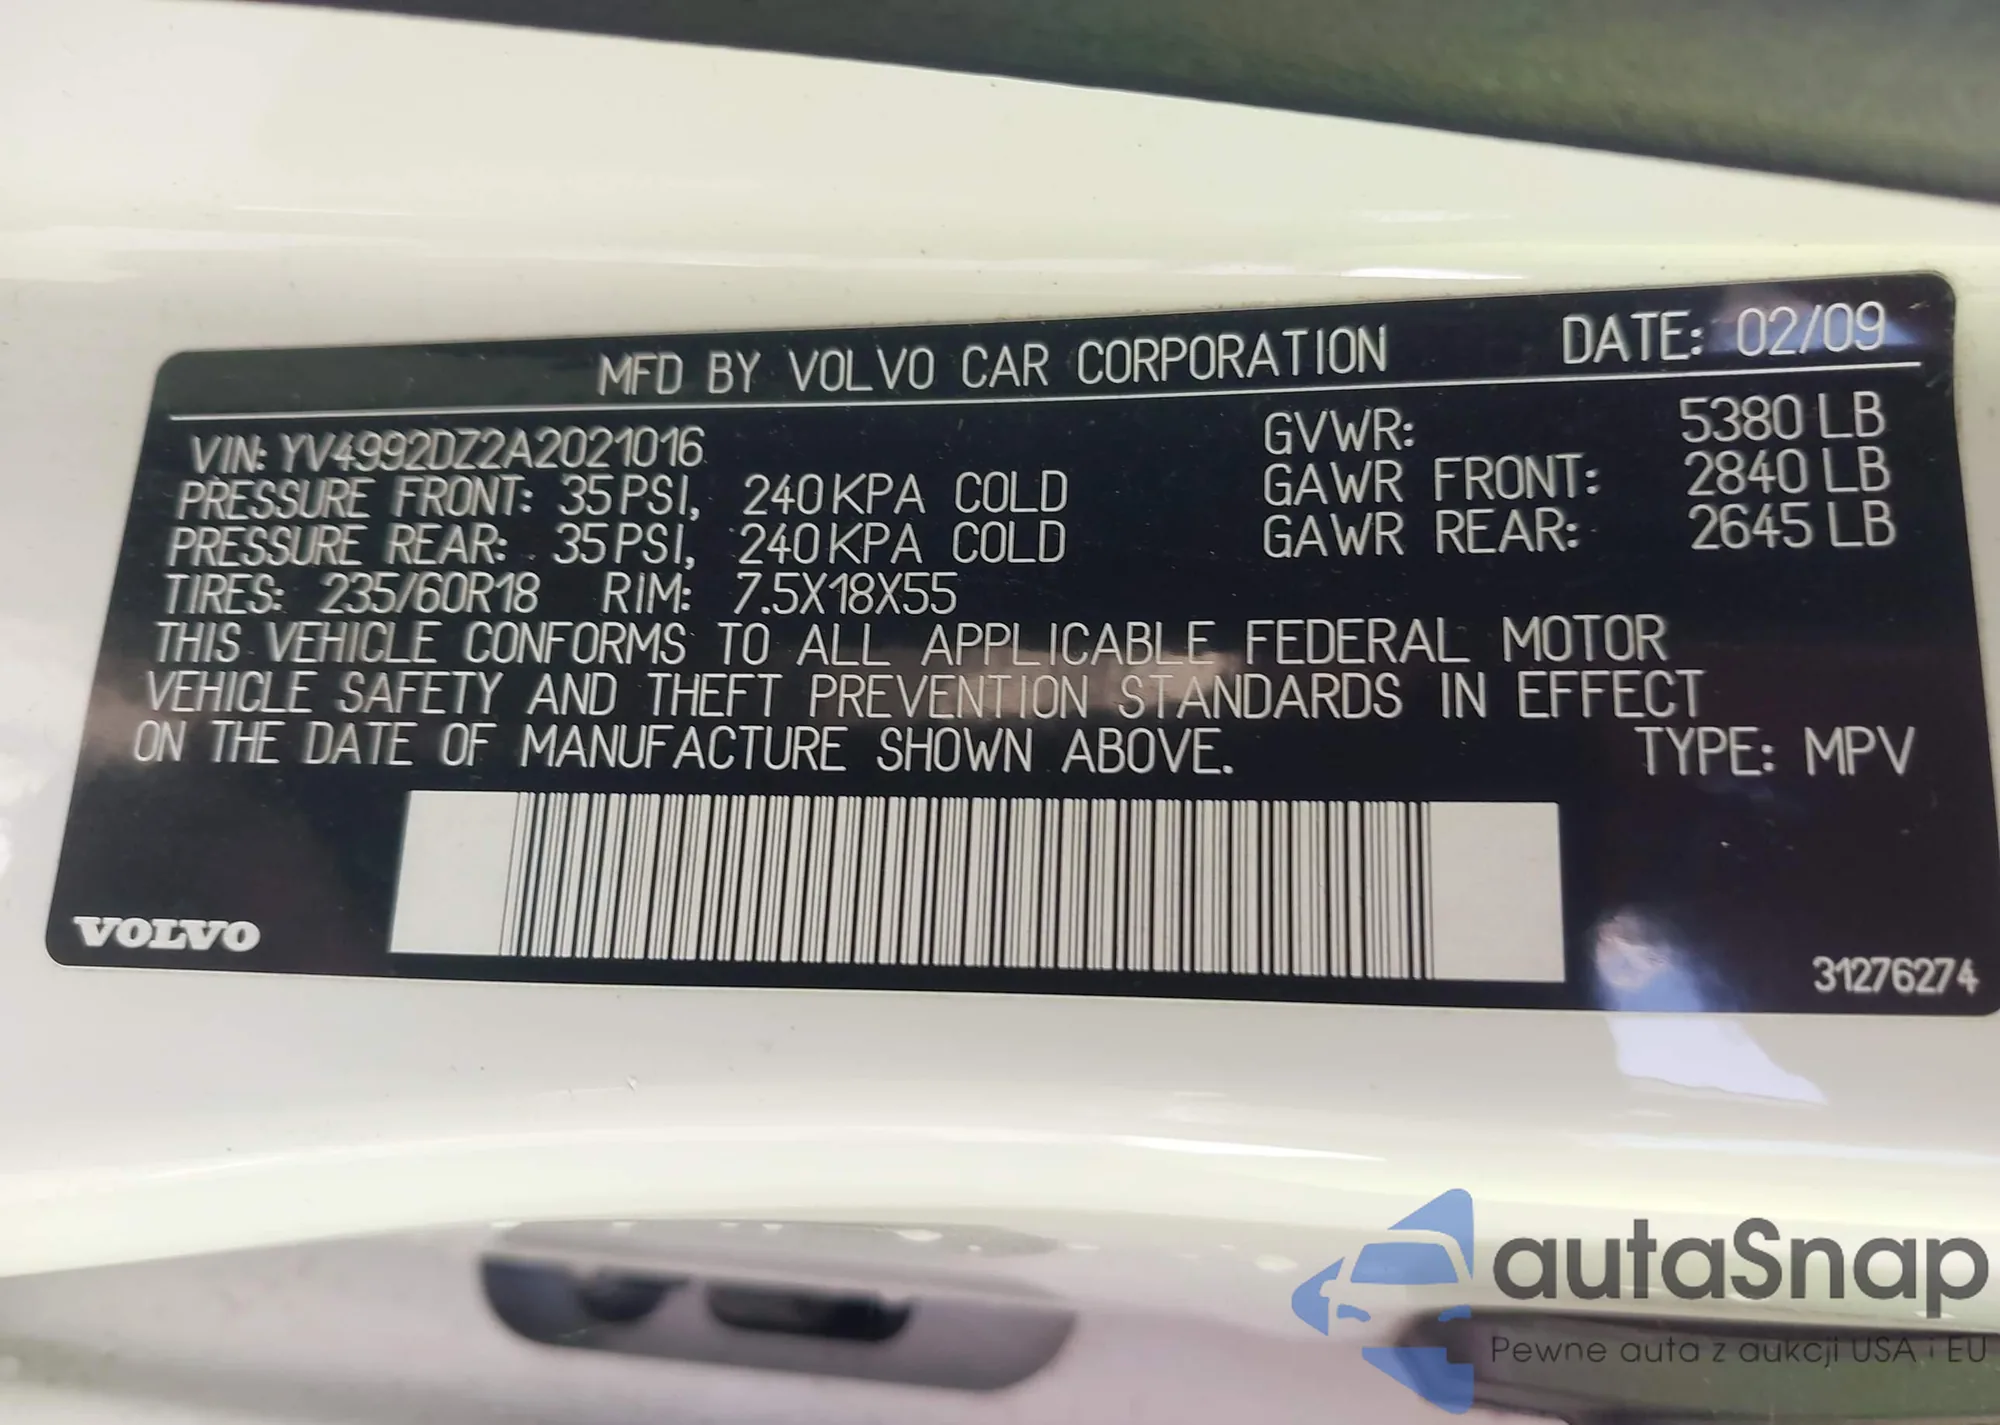 MFD BY VOLVO CAR CORPORATION DATE: 02/09
VIN: YV4992DZ2A2021016 GVWR: 5380 LB
PRESSURE FRONT: 35 PSI, 240 KPA COLD GAWR FRONT: 2840 LB
PRESSURE REAR: 35 PSI, 240 KPA COLD GAWR REAR: 2645 LB
TIRES: 235/60R18 RIM: 7.5X18X55
THIS VEHICLE CONFORMS TO ALL APPLICABLE FEDERAL MOTOR
VEHICLE SAFETY AND THEFT PREVENTION STANDARDS IN EFFECT
ON THE DATE OF MANUFACTURE SHOWN ABOVE. TYPE: MPV
VOLVO
31276274
autaSnap
Pewne auta z aukcji USA i EU